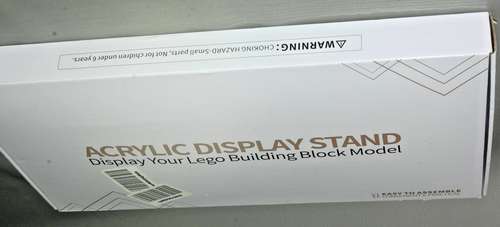 ⚠WARNING: CHOKING HAZARD-Small parts, Not for children under 6 years.
ACRYLIC DISPLAY STAND
Display Your Lego Building Block Model
EASY TO ASSEMBLE